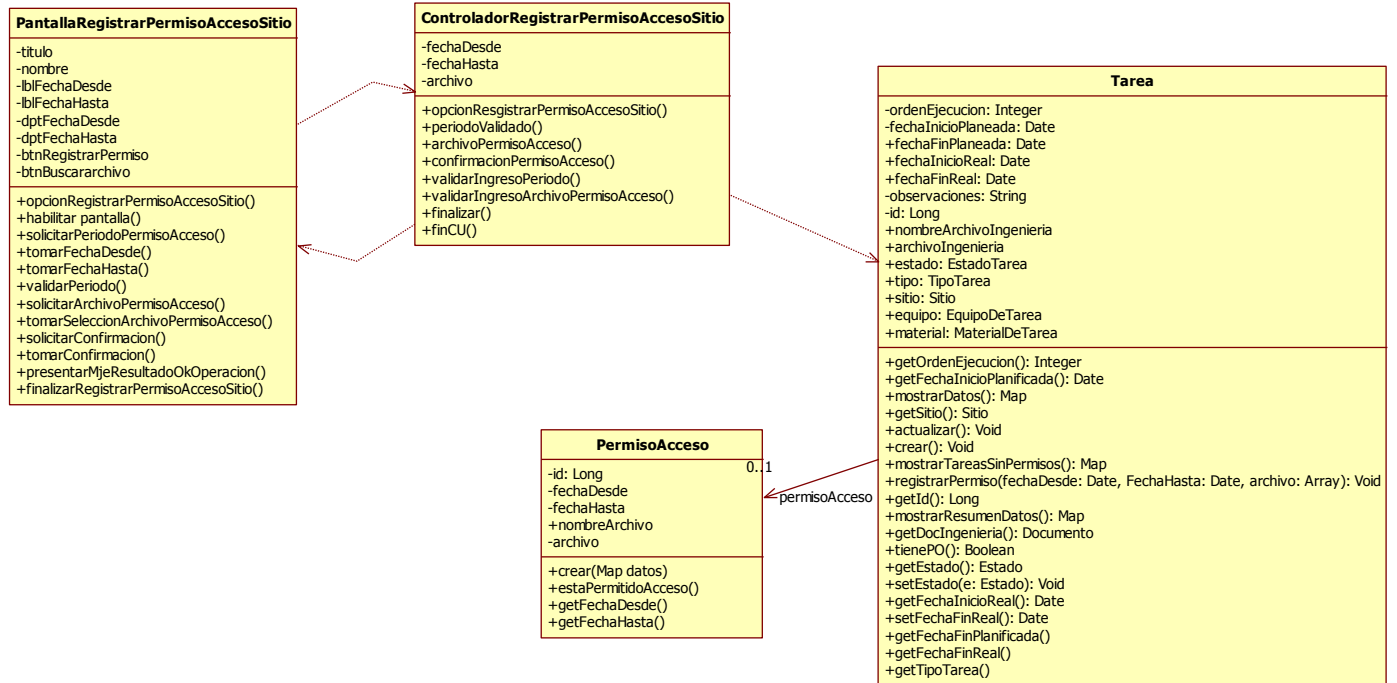 PantallaRegistrarPermisoAccesoSitio
-titulo
-nombre
-lblFechaDesde
-lblFechaHasta
-dptFechaDesde
-dptFechaHasta
-btnRegistrarPermiso
-btnBuscararchivo
+opcionRegistrarPermisoAccesoSitio()
+habilitar pantalla()
+solicitarPeriodoPermisoAcceso()
+tomarFechaDesde()
+tomarFechaHasta()
+validarPeriodo()
+solicitarArchivoPermisoAcceso()
+tomarSeleccionArchivoPermisoAcceso()
+solicitarConfirmacion()
+tomarConfirmacion()
+presentarMjeResultadoOkOperacion()
+finalizarRegistrarPermisoAccesoSitio()
ControladorRegistrarPermisoAccesoSitio
-fechaDesde
-fechaHasta
-archivo
+opcionResgistrarPermisoAccesoSitio()
+periodoValidado()
+archivoPermisoAcceso()
+confirmacionPermisoAcceso()
+validarIngresoPeriodo()
+validarIngresoArchivoPermisoAcceso()
+finalizar()
+finCU()
Tarea
-ordenEjecucion: Integer
-fechaInicioPlaneada: Date
+fechaFinPlaneada: Date
+fechaInicioReal: Date
+fechaFinReal: Date
-observaciones: String
-id: Long
+nombreArchivoIngenieria
+archivoIngenieria
+estado: EstadoTarea
+tipo: TipoTarea
+sitio: Sitio
+equipo: EquipoDeTarea
+material: MaterialDeTarea
+getOrdenEjecucion(): Integer
+getFechaInicioPlanificada(): Date
+mostrarDatos(): Map
+getSitio(): Sitio
+actualizar(): Void
+crear(): Void
+mostrarTareasSinPermisos(): Map
+registrarPermiso(fechaDesde: Date, FechaHasta: Date, archivo: Array): Void
+getId(): Long
+mostrarResumenDatos(): Map
+getDocIngenieria(): Documento
+tienePO(): Boolean
+getEstado(): Estado
+setEstado(e: Estado): Void
+getFechaInicioReal(): Date
+setFechaFinReal(): Date
+getFechaFinPlanificada()
+getFechaFinReal()
+getTipoTarea()
PermisoAcceso
-id: Long
-fechaDesde
-fechaHasta
+nombreArchivo
-archivo
+crear(Map datos)
+estaPermitidoAcceso()
+getFechaDesde()
+getFechaHasta()
0..1
permisoAcceso